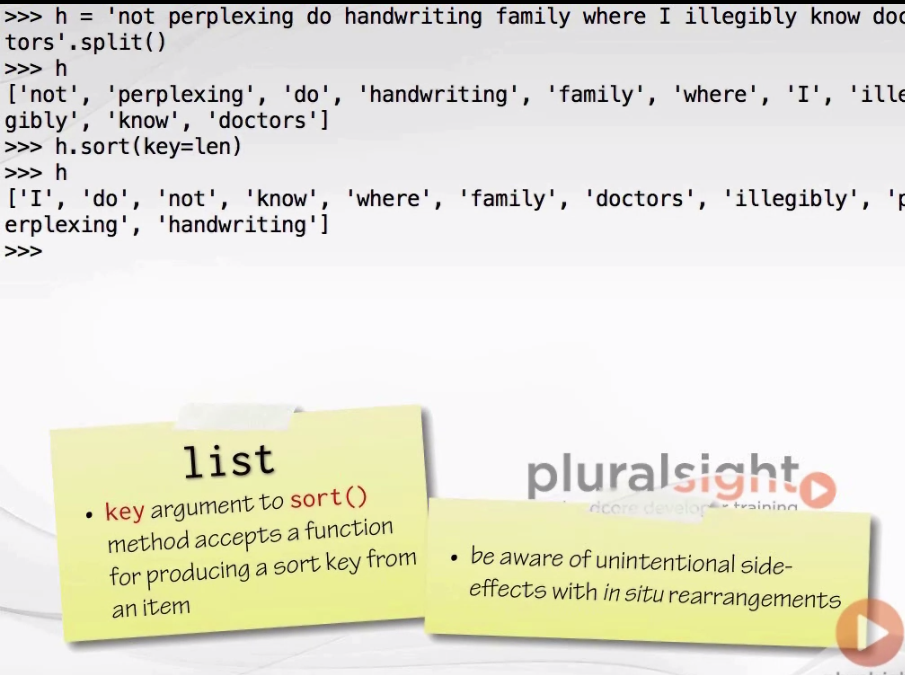 >>> h = 'not perplexing do handwriting family where I illegibly know doc
tors'.split()
>>> h
['not', 'perplexing', 'do', 'handwriting', 'family', 'where', 'I', 'ille
gibly', 'know', 'doctors']
>>> h.sort(key=len)
>>> h
['I', 'do', 'not', 'know', 'where', 'family', 'doctors', 'illegibly', 'p
erplexing', 'handwriting']
>>>
list
• key argument to sort()
method accepts a function
for producing a sort key from
an item
pluralsight
developer training
• be aware of unintentional side-
effects with in situ rearrangements